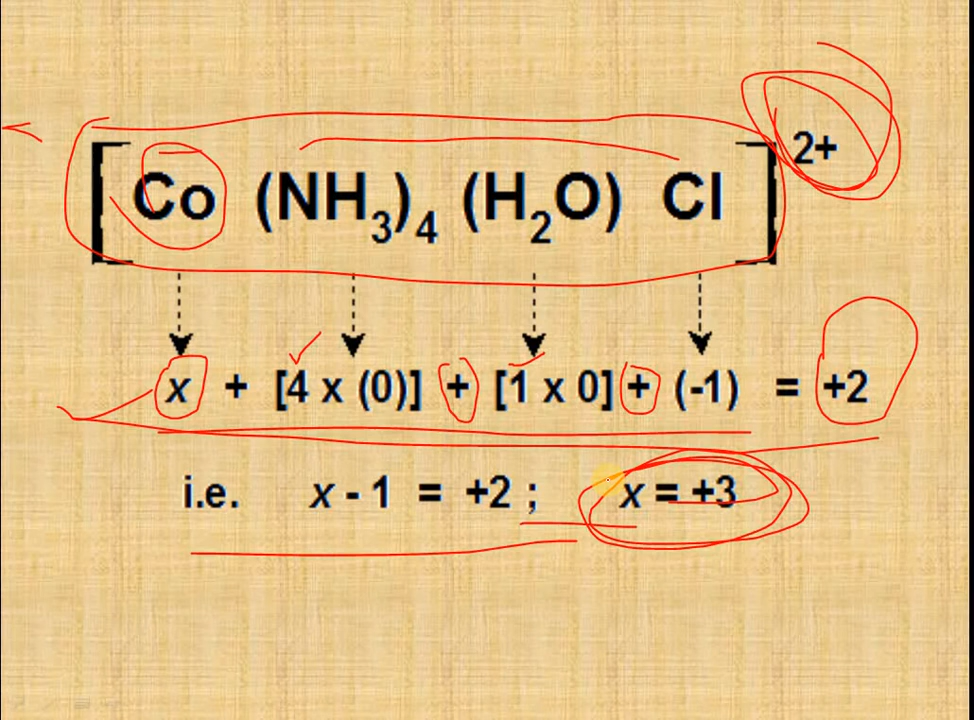 [Co (NH₃)₄ (H₂O) Cl]²⁺
x + [4 x (0)] + [1 x 0] + (-1) = +2
i.e. x - 1 = +2 ; x = +3